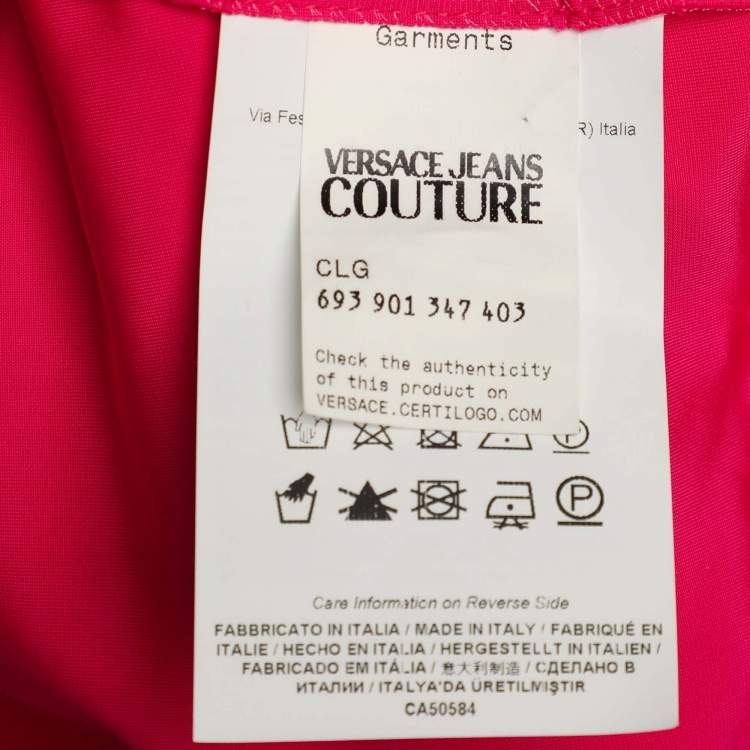 Garments
Via Fes R) Italia
VERSACE JEANS
COUTURE
CLG
693 901 347 403
Check the authenticity
of this product on
VERSACE.CERTILOGO.COM
P
P
Care Information on Reverse Side
FABBRICATO IN ITALIA / MADE IN ITALY / FABRIQUÉ EN
ITALIE / HECHO EN ITALIA / HERGESTELLT IN ITALIEN /
FABRICADO EM ITÁLIA / 意大利制造 / СДЕЛАНО В
ИТАЛИИ / ITALYA'DA ÜRETILMIŞTIR
CA50584